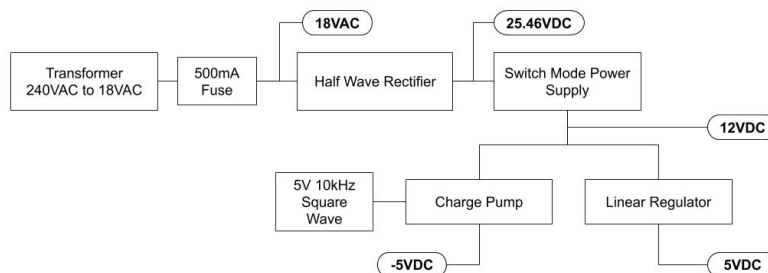 18VAC
25.46VDC
Transformer
240VAC to 18VAC
500mA
Fuse
Half Wave Rectifier
Switch Mode Power
Supply
12VDC
5V 10kHz
Square
Wave
Charge Pump
Linear Regulator
-5VDC
5VDC